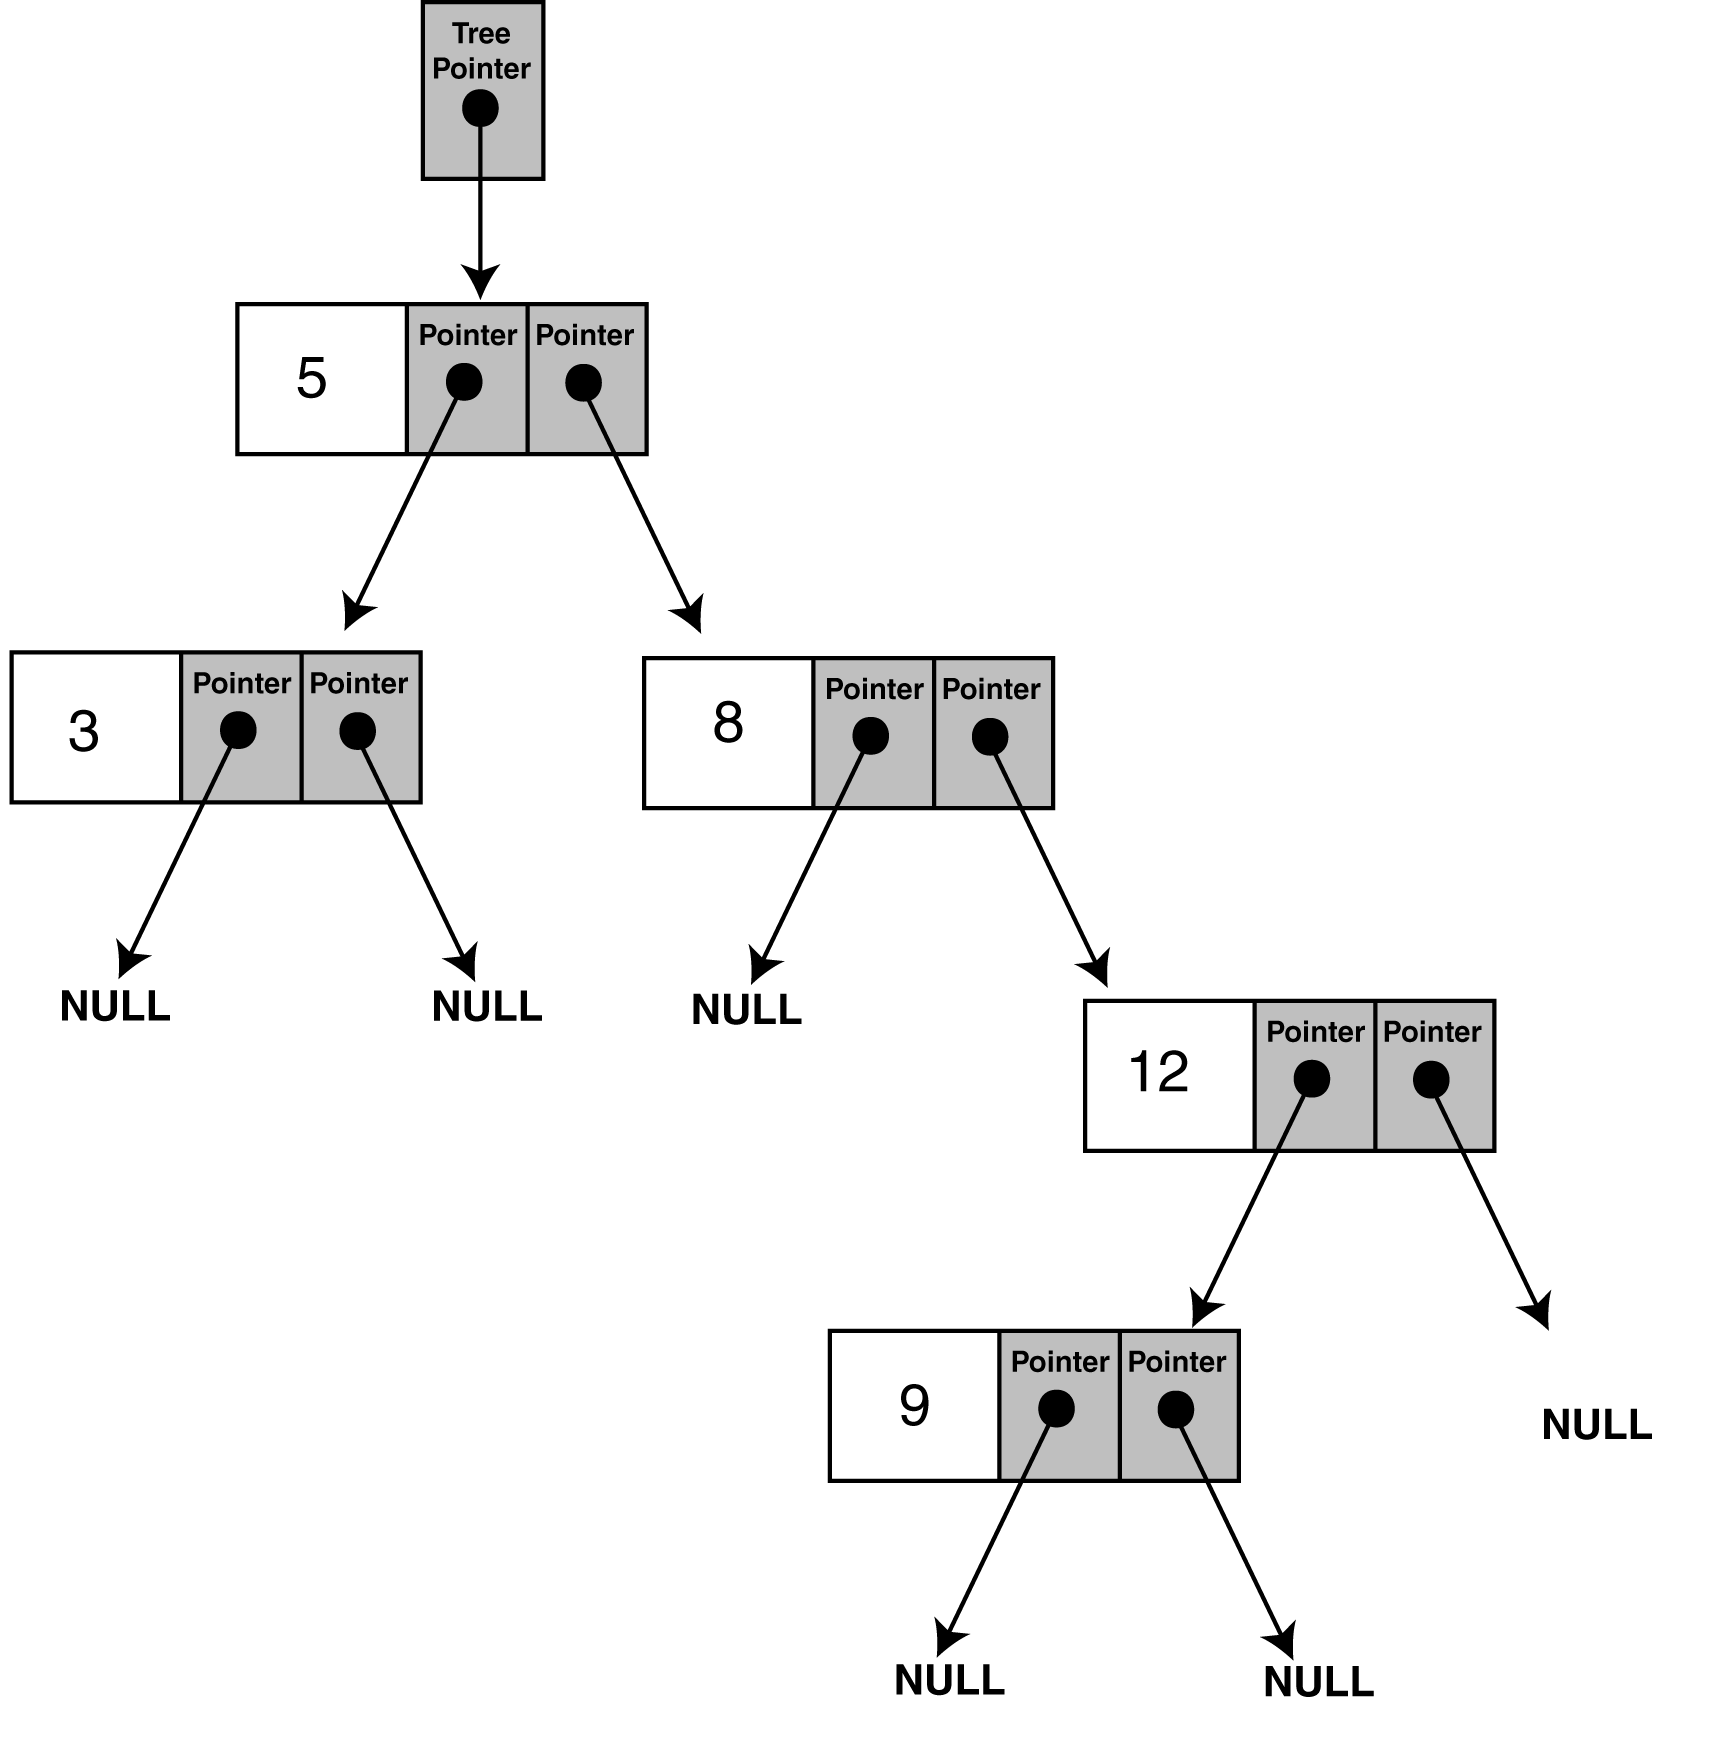 Tree
Pointer
5 Pointer Pointer
3 Pointer Pointer
8 Pointer Pointer
NULL NULL NULL
12 Pointer Pointer
9 Pointer Pointer
NULL
NULL NULL